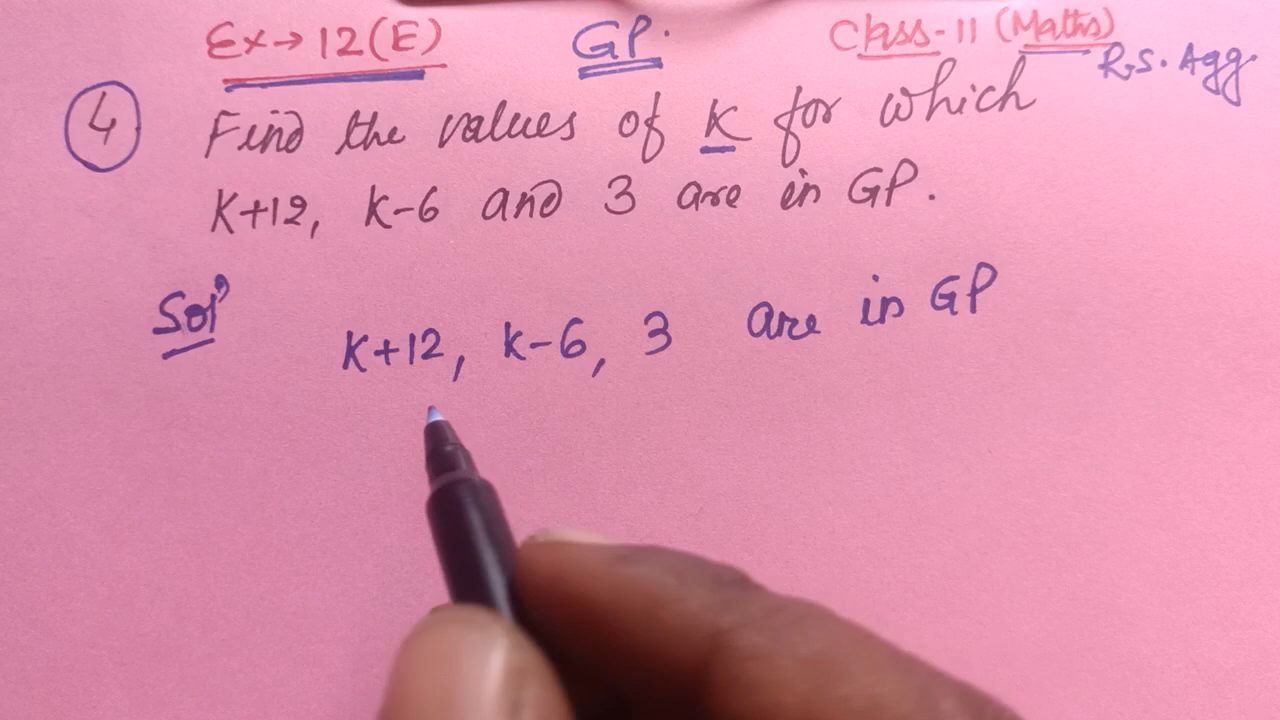 Ex→12(E) GP. Class-11 (Maths)
R.S. Agg.
4 Find the values of K for which
K+12, K-6 and 3 are in GP.
Solⁿ K+12, K-6, 3 are in GP